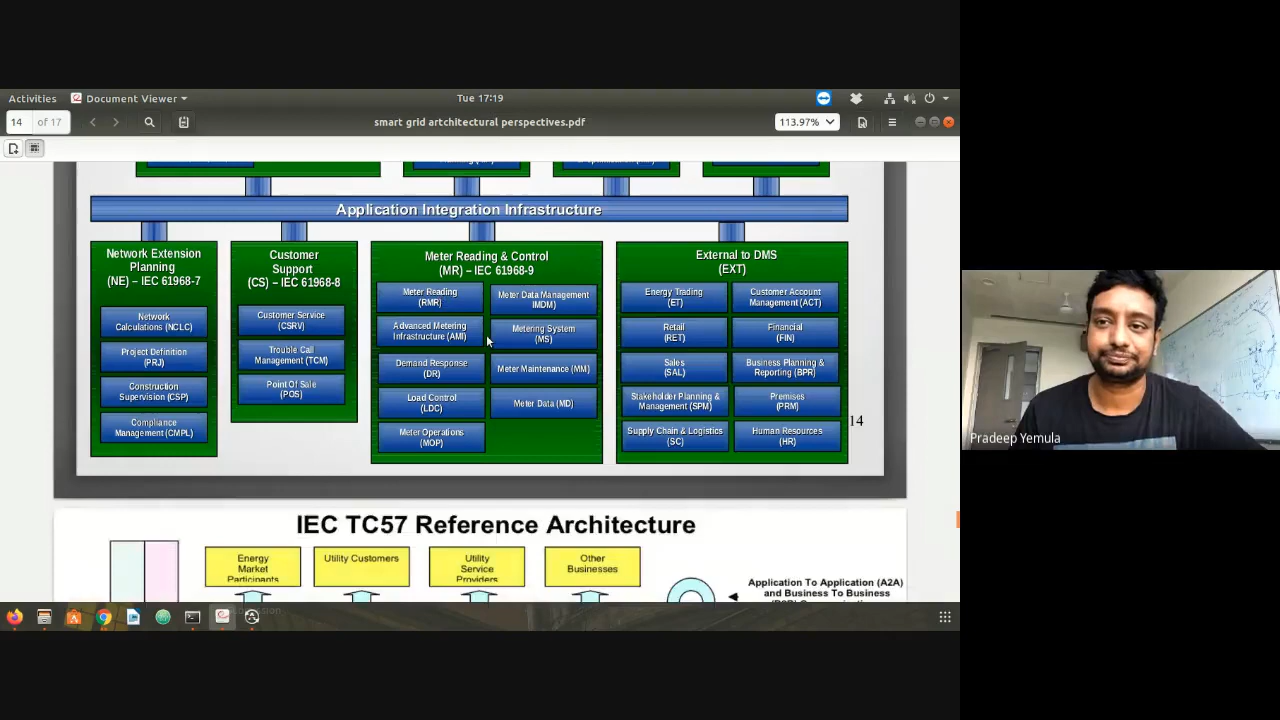 Activities
Document Viewer
Tue 17:19
14
of 17
smart grid artchitectural perspectives.pdf
113.97%
Application Integration Infrastructure
Network Extension
Planning
(NE) – IEC 61968-7
Network
Calculations (NCLC)
Project Definition
(PRJ)
Construction
Supervision (CSP)
Compliance
Management (CMPL)
Customer
Support
(CS) – IEC 61968-8
Customer Service
(CSRV)
Trouble Call
Management (TCM)
Point Of Sale
(POS)
Meter Reading & Control
(MR) – IEC 61968-9
Meter Reading
(RMR)
Advanced Metering
Infrastructure (AMI)
Demand Response
(DR)
Load Control
(LDC)
Meter Operations
(MOP)
Meter Data Management
(MDM)
Metering System
(MS)
Meter Maintenance (MM)
Meter Data (MD)
External to DMS
(EXT)
Energy Trading
(ET)
Retail
(RET)
Sales
(SAL)
Stakeholder Planning &
Management (SPM)
Supply Chain & Logistics
(SC)
Customer Account
Management (ACT)
Financial
(FIN)
Business Planning &
Reporting (BPR)
Premises
(PRM)
Human Resources
(HR)
14
IEC TC57 Reference Architecture
Energy
Market
Participants
Utility Customers
Utility
Service
Providers
Other
Businesses
Application To Application (A2A)
and Business To Business
Pradeep Yemula